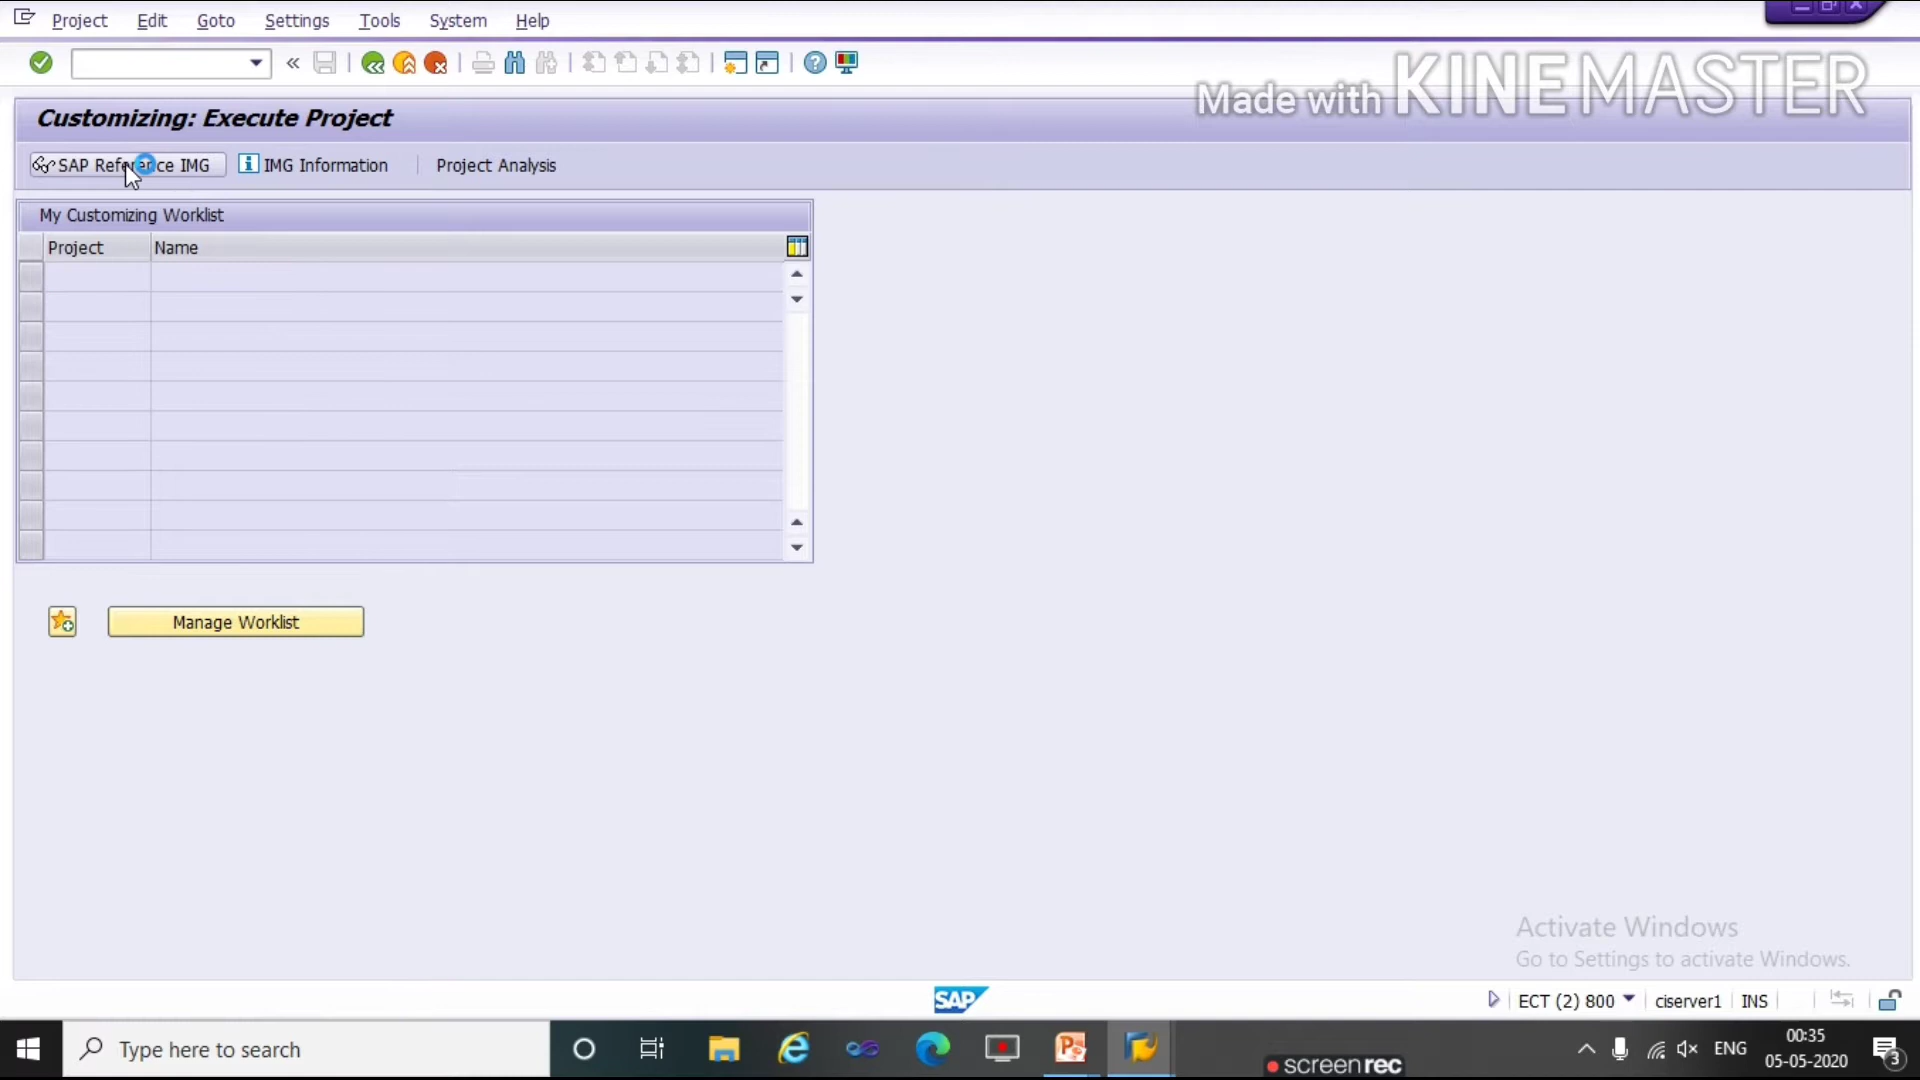 Project Edit Goto Settings Tools System Help
Made with KINEMASTER
Customizing: Execute Project
SAP Reference IMG IMG Information Project Analysis
My Customizing Worklist
Project Name
Manage Worklist
Activate Windows
Go to Settings to activate Windows.
SAP ECT (2) 800 ciserver1 INS
Type here to search
screenrec
ENG
00:35
05-05-2020
3